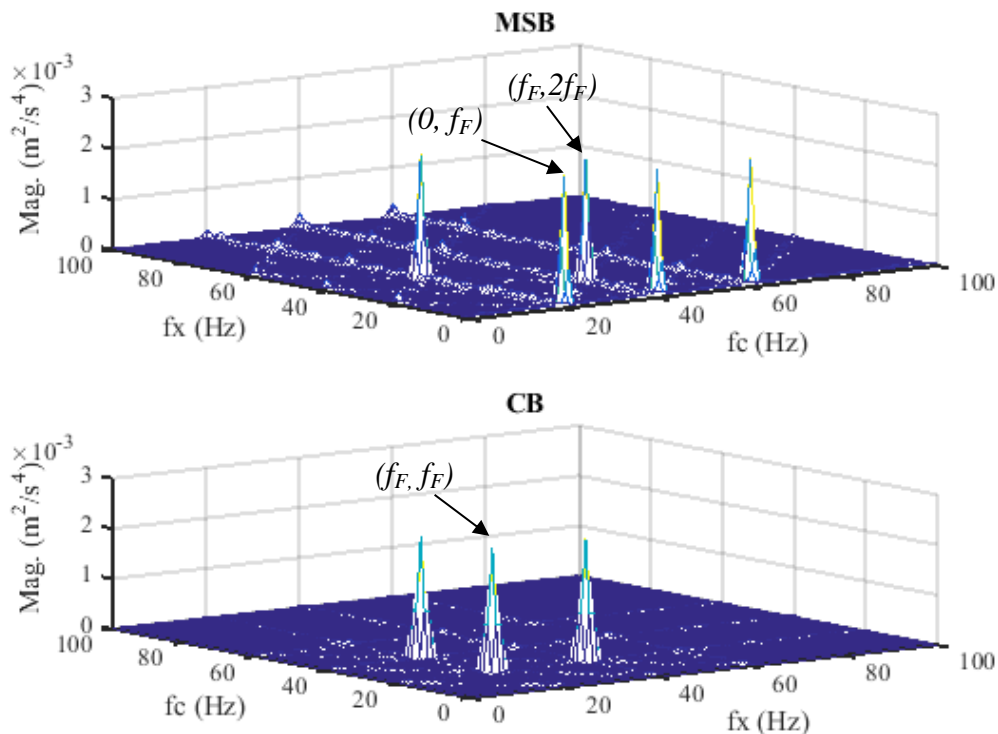 MSB
Mag. (m²/s⁴) ×10⁻³
3
2
1
0
(0, f_F)
(f_F,2f_F)
100 80 60 40 20 0
fx (Hz)
0 20 40 60 80 100
fc (Hz)
CB
Mag. (m²/s⁴) ×10⁻³
3
2
1
0
(f_F, f_F)
100 80 60 40 20 0
fc (Hz)
0 20 40 60 80 100
fx (Hz)